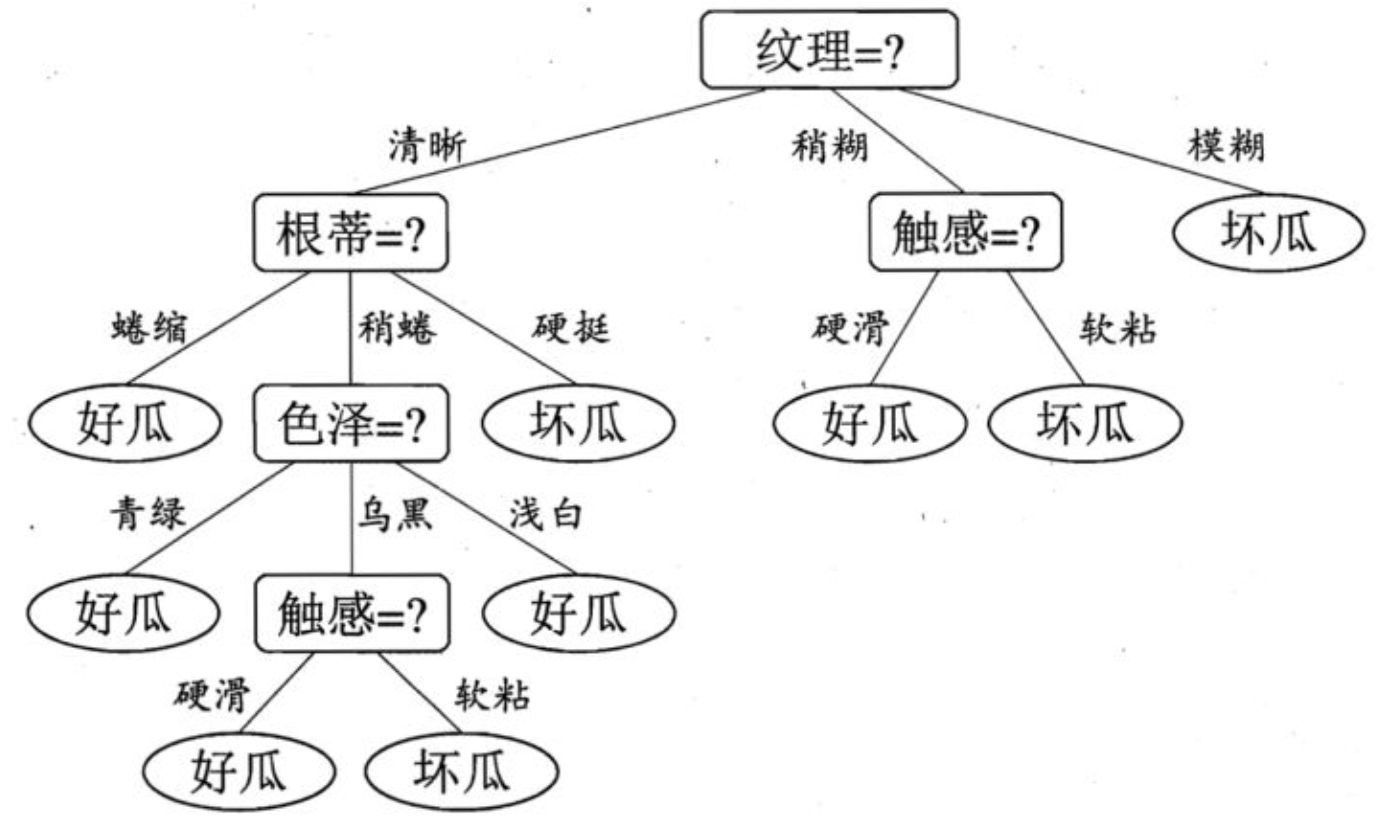 纹理=?
清晰 稍糊 模糊
根蒂=? 触感=? 坏瓜
蜷缩 稍蜷 硬挺 硬滑 软粘
好瓜 色泽=? 坏瓜 好瓜 坏瓜
青绿 乌黑 浅白
好瓜 触感=? 好瓜
硬滑 软粘
好瓜 坏瓜